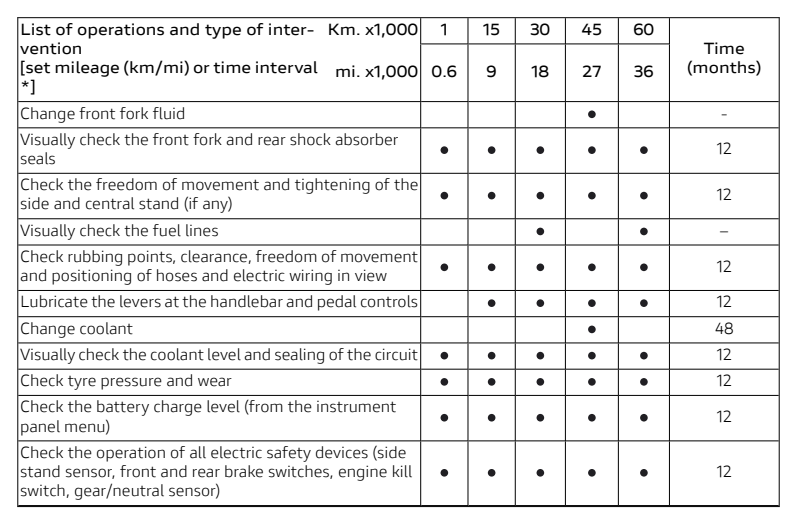 List of operations and type of inter- Km. x1,000 1 15 30 45 60 Time
vention
[set mileage (km/mi) or time interval mi. x1,000 0.6 9 18 27 36 (months)
*]
Change front fork fluid ● -
Visually check the front fork and rear shock absorber
seals ● ● ● ● ● 12
Check the freedom of movement and tightening of the
side and central stand (if any) ● ● ● ● ● 12
Visually check the fuel lines ● ● –
Check rubbing points, clearance, freedom of movement
and positioning of hoses and electric wiring in view ● ● ● ● ● 12
Lubricate the levers at the handlebar and pedal controls ● ● ● ● 12
Change coolant ● 48
Visually check the coolant level and sealing of the circuit ● ● ● ● ● 12
Check tyre pressure and wear ● ● ● ● ● 12
Check the battery charge level (from the instrument
panel menu) ● ● ● ● ● 12
Check the operation of all electric safety devices (side
stand sensor, front and rear brake switches, engine kill ● ● ● ● ● 12
switch, gear/neutral sensor)